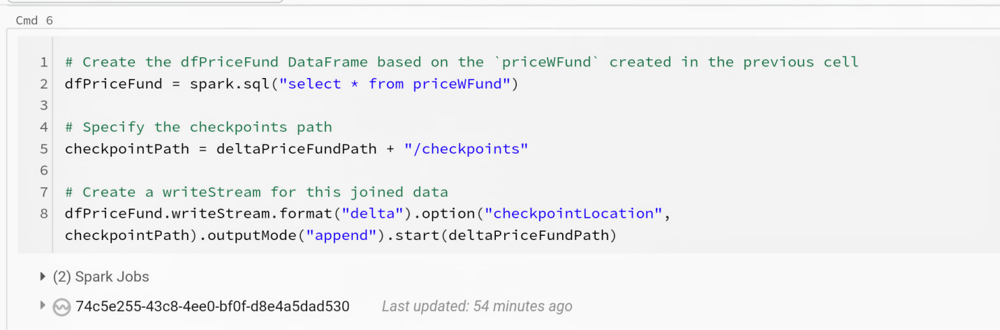 Cmd 6
1 # Create the dfPriceFund DataFrame based on the `priceWFund` created in the previous cell
2 dfPriceFund = spark.sql("select * from priceWFund")
3
4 # Specify the checkpoints path
5 checkpointPath = deltaPriceFundPath + "/checkpoints"
6
7 # Create a writeStream for this joined data
8 dfPriceFund.writeStream.format("delta").option("checkpointLocation",
checkpointPath).outputMode("append").start(deltaPriceFundPath)
(2) Spark Jobs
74c5e255-43c8-4ee0-bf0f-d8e4a5dad530 Last updated: 54 minutes ago